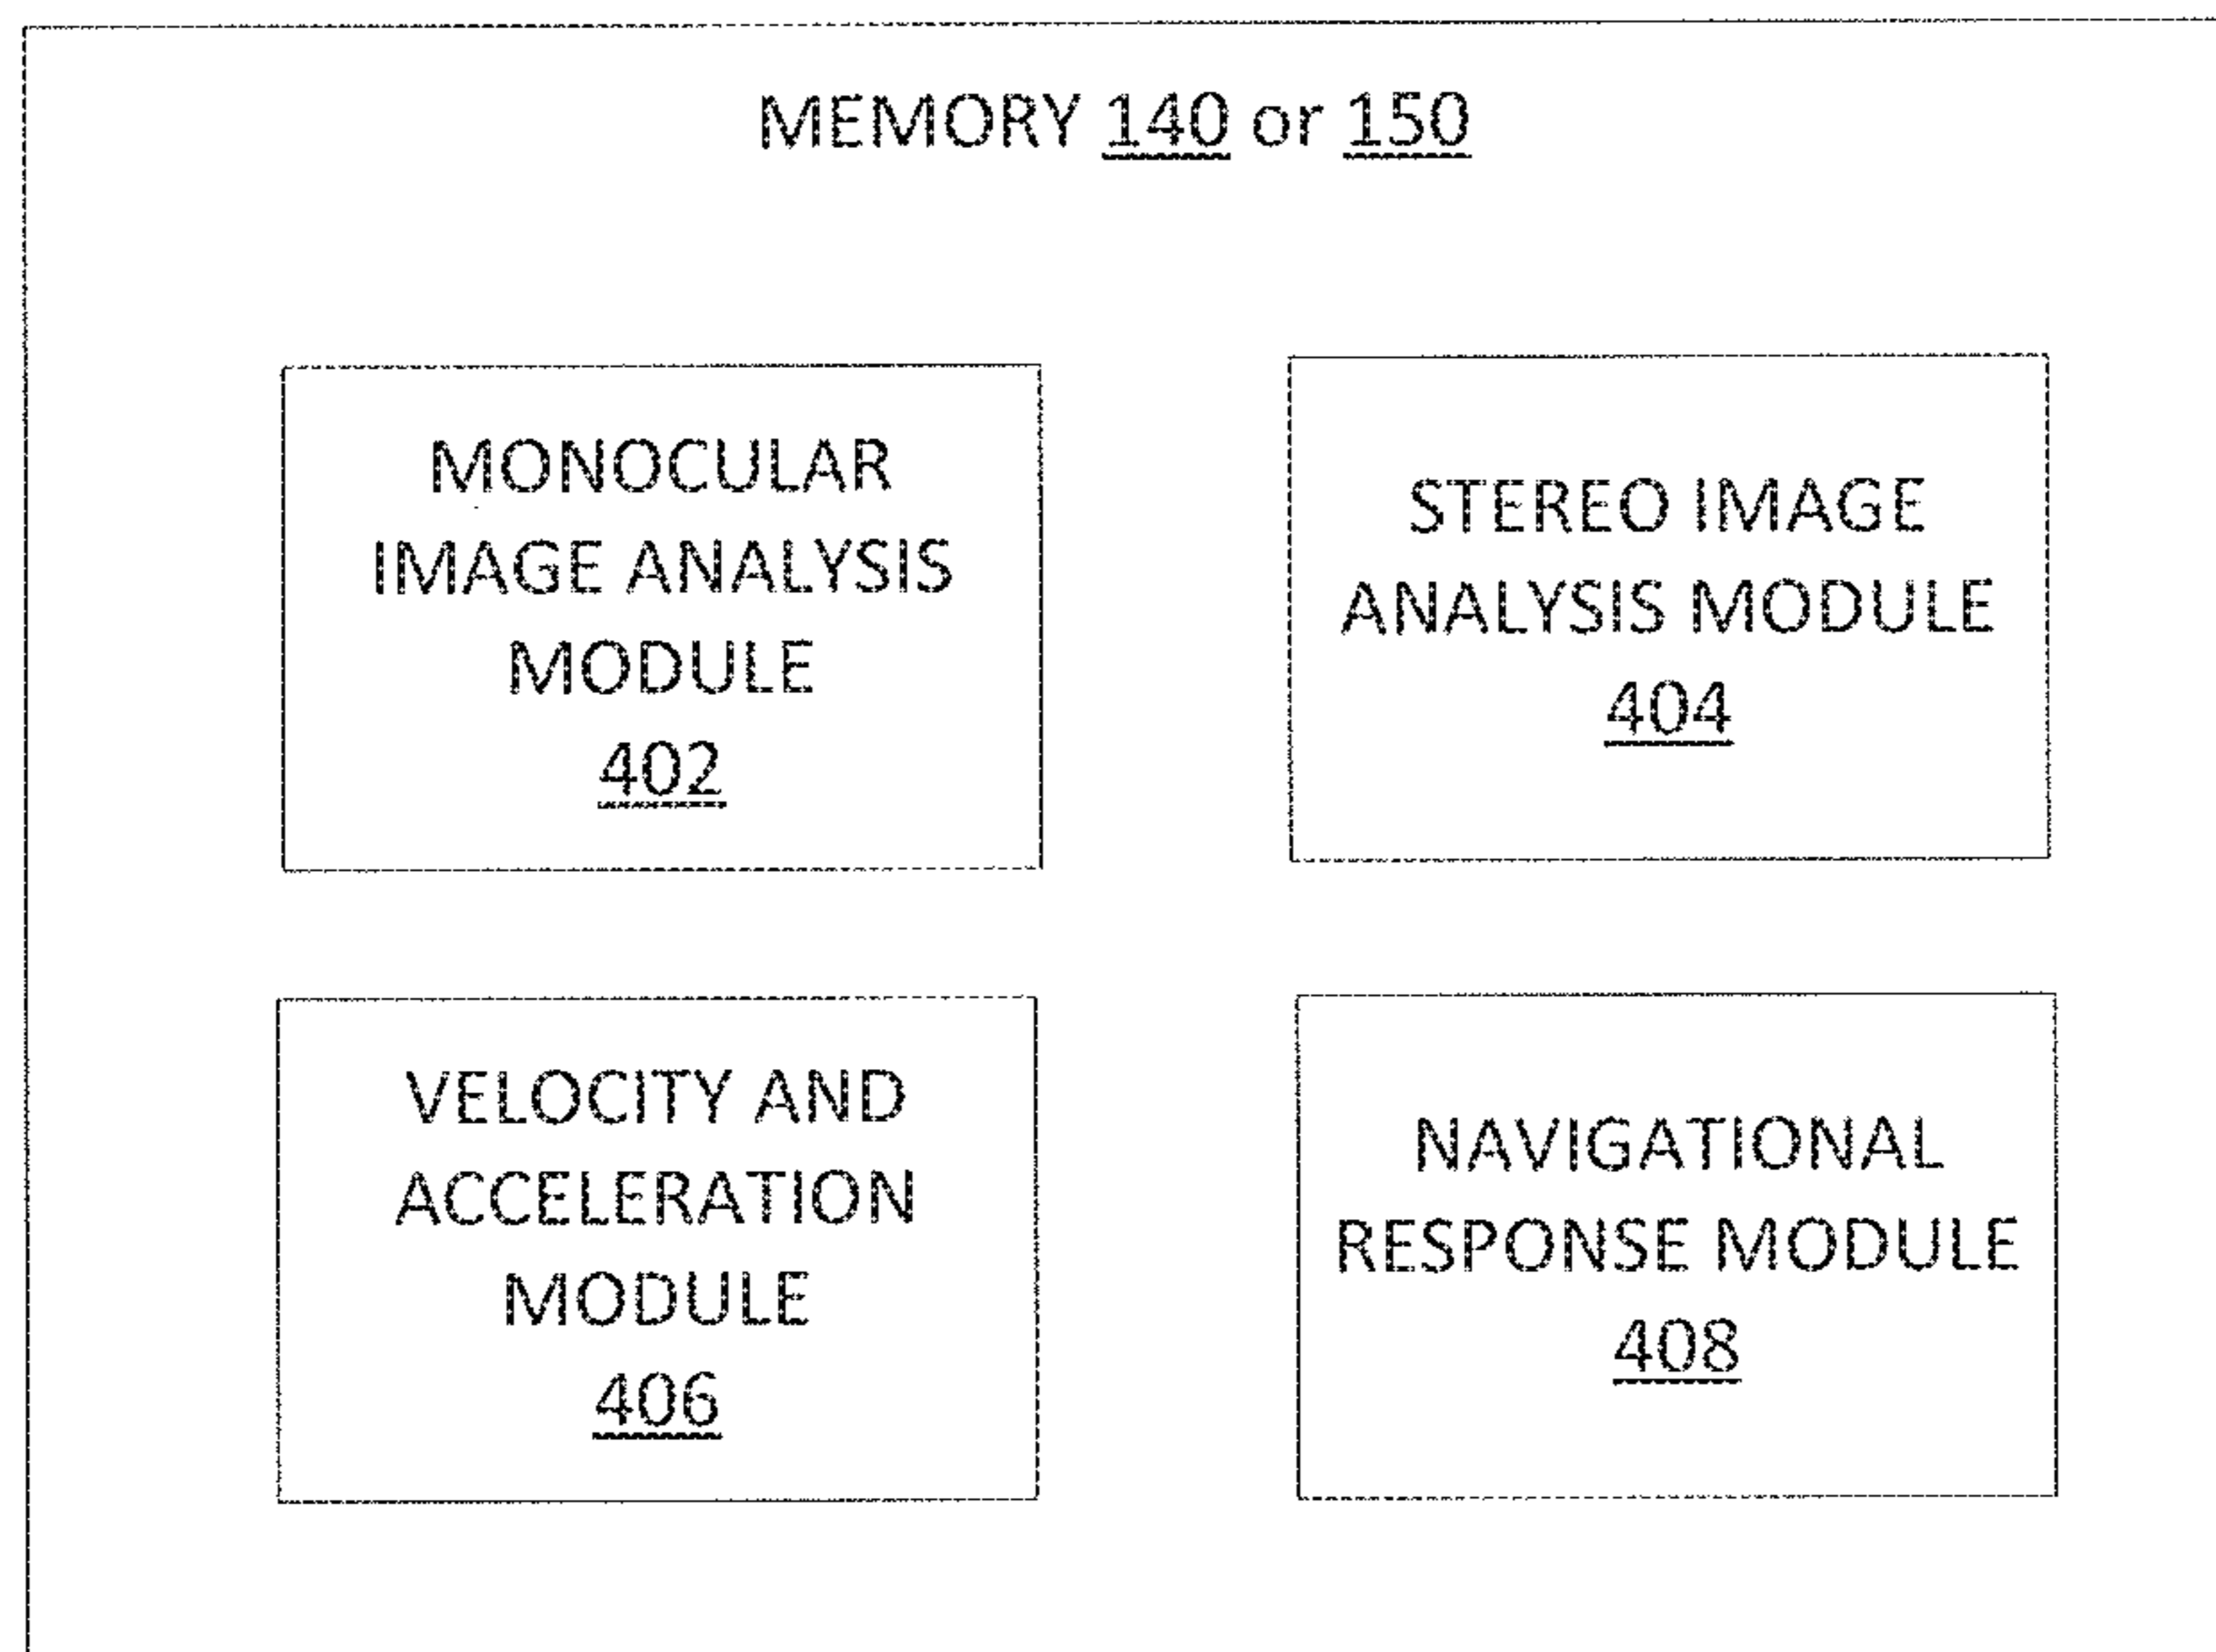 MEMORY 140 or 150
MONOCULAR
IMAGE ANALYSIS
MODULE
402
STEREO IMAGE
ANALYSIS MODULE
404
VELOCITY AND
ACCELERATION
MODULE
406
NAVIGATIONAL
RESPONSE MODULE
408